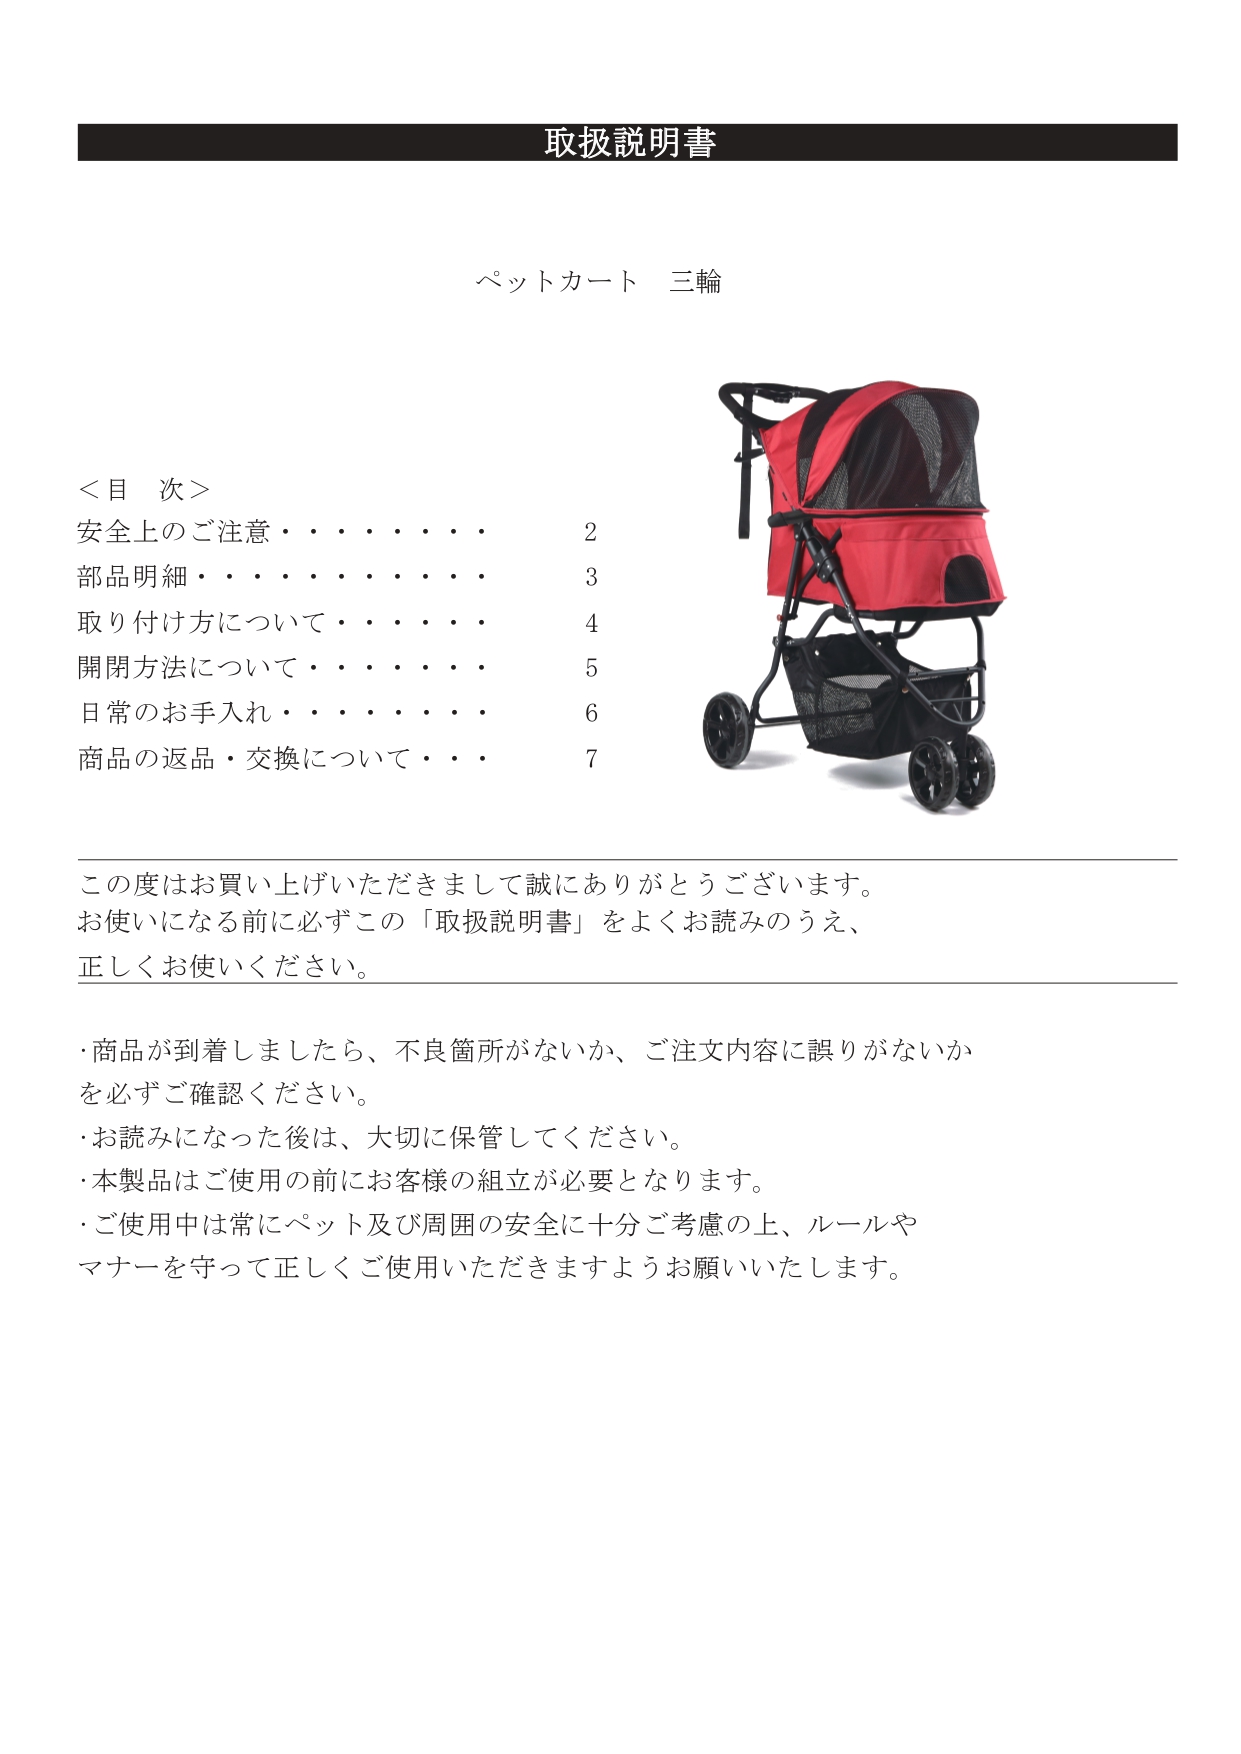 取扱説明書
ペットカート　三輪
＜目　次＞
安全上のご注意・・・・・・・・　2
部品明細・・・・・・・・・・・　3
取り付け方について・・・・・・　4
開閉方法について・・・・・・・　5
日常のお手入れ・・・・・・・・　6
商品の返品・交換について・・・　7
この度はお買い上げいただきまして誠にありがとうございます。
お使いになる前に必ずこの「取扱説明書」をよくお読みのうえ、
正しくお使いください。
·商品が到着しましたら、不良箇所がないか、ご注文内容に誤りがないか
を必ずご確認ください。
·お読みになった後は、大切に保管してください。
·本製品はご使用の前にお客様の組立が必要となります。
·ご使用中は常にペット及び周囲の安全に十分ご考慮の上、ルールや
マナーを守って正しくご使用いただきますようお願いいたします。